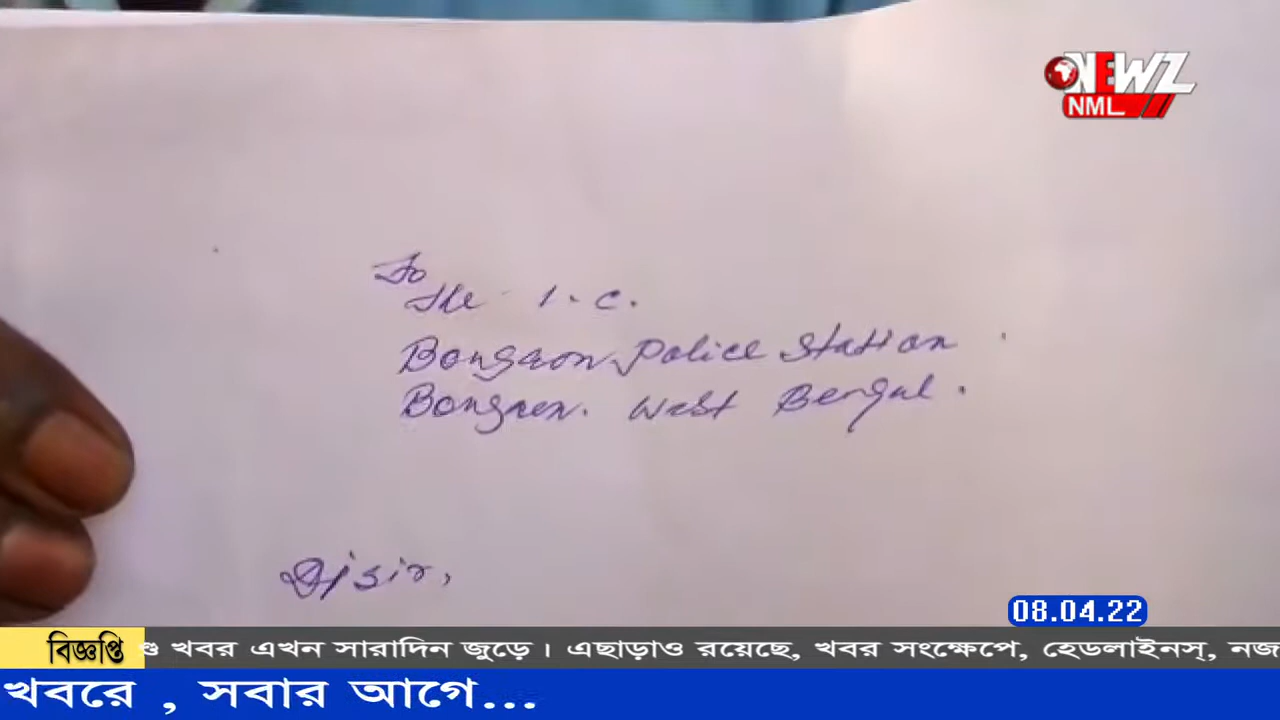 NEWZ
NML
To
The I.C.
Bongaon Police Station
Bongaon. West Bengal.
D/Sir,
08.04.22
বিজ্ঞপ্তি
খবর এখন সারাদিন জুড়ে । এছাড়াও রয়েছে, খবর সংক্ষেপে, হেডলাইনস্, নজ
খবরে , সবার আগে...